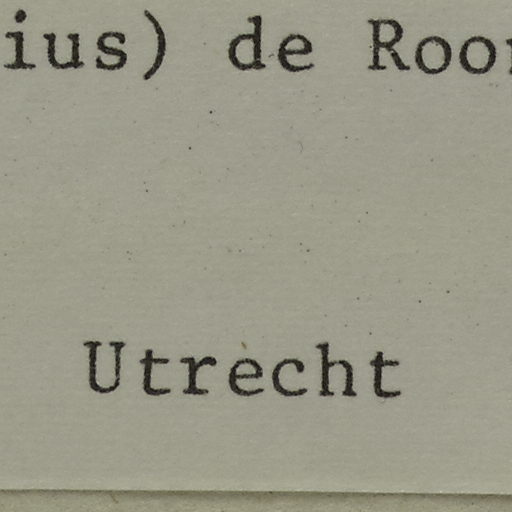 ius) de Roo
Utrecht